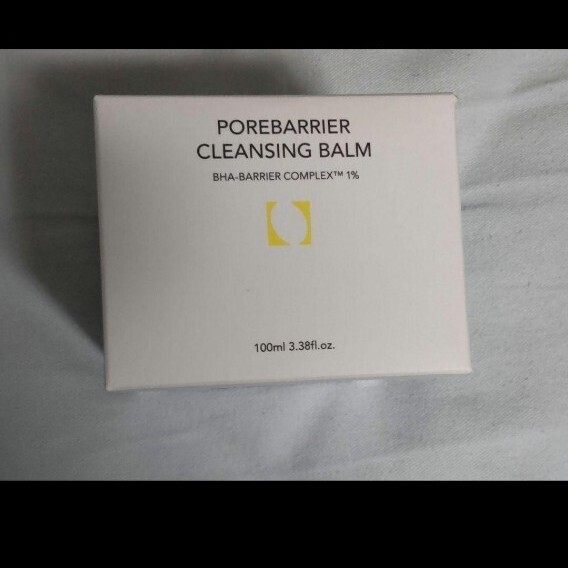 POREBARRIER
CLEANSING BALM
BHA-BARRIER COMPLEX™ 1%
100ml 3.38fl.oz.